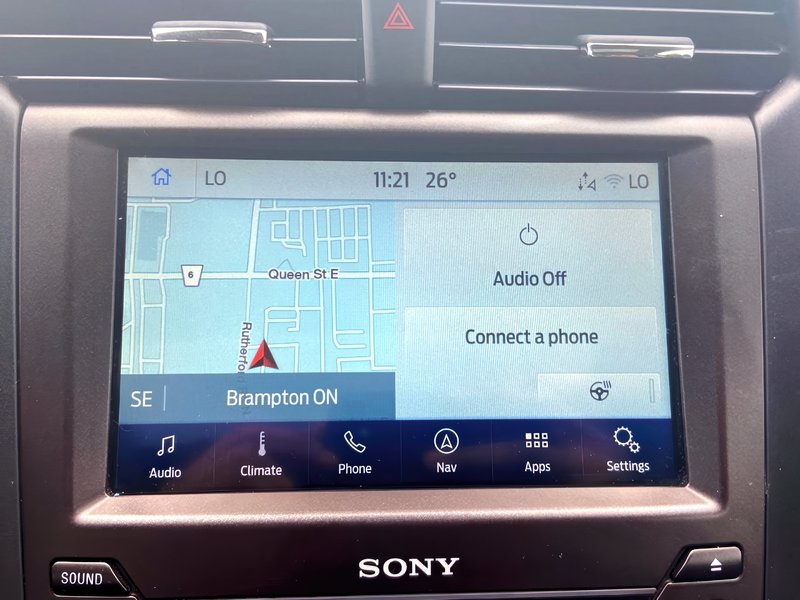 LO 11:21 26° LO
6
Queen St E
Rutherfor
SE Brampton ON
Audio Off
Connect a phone
Audio Climate Phone Nav Apps Settings
SONY
SOUND